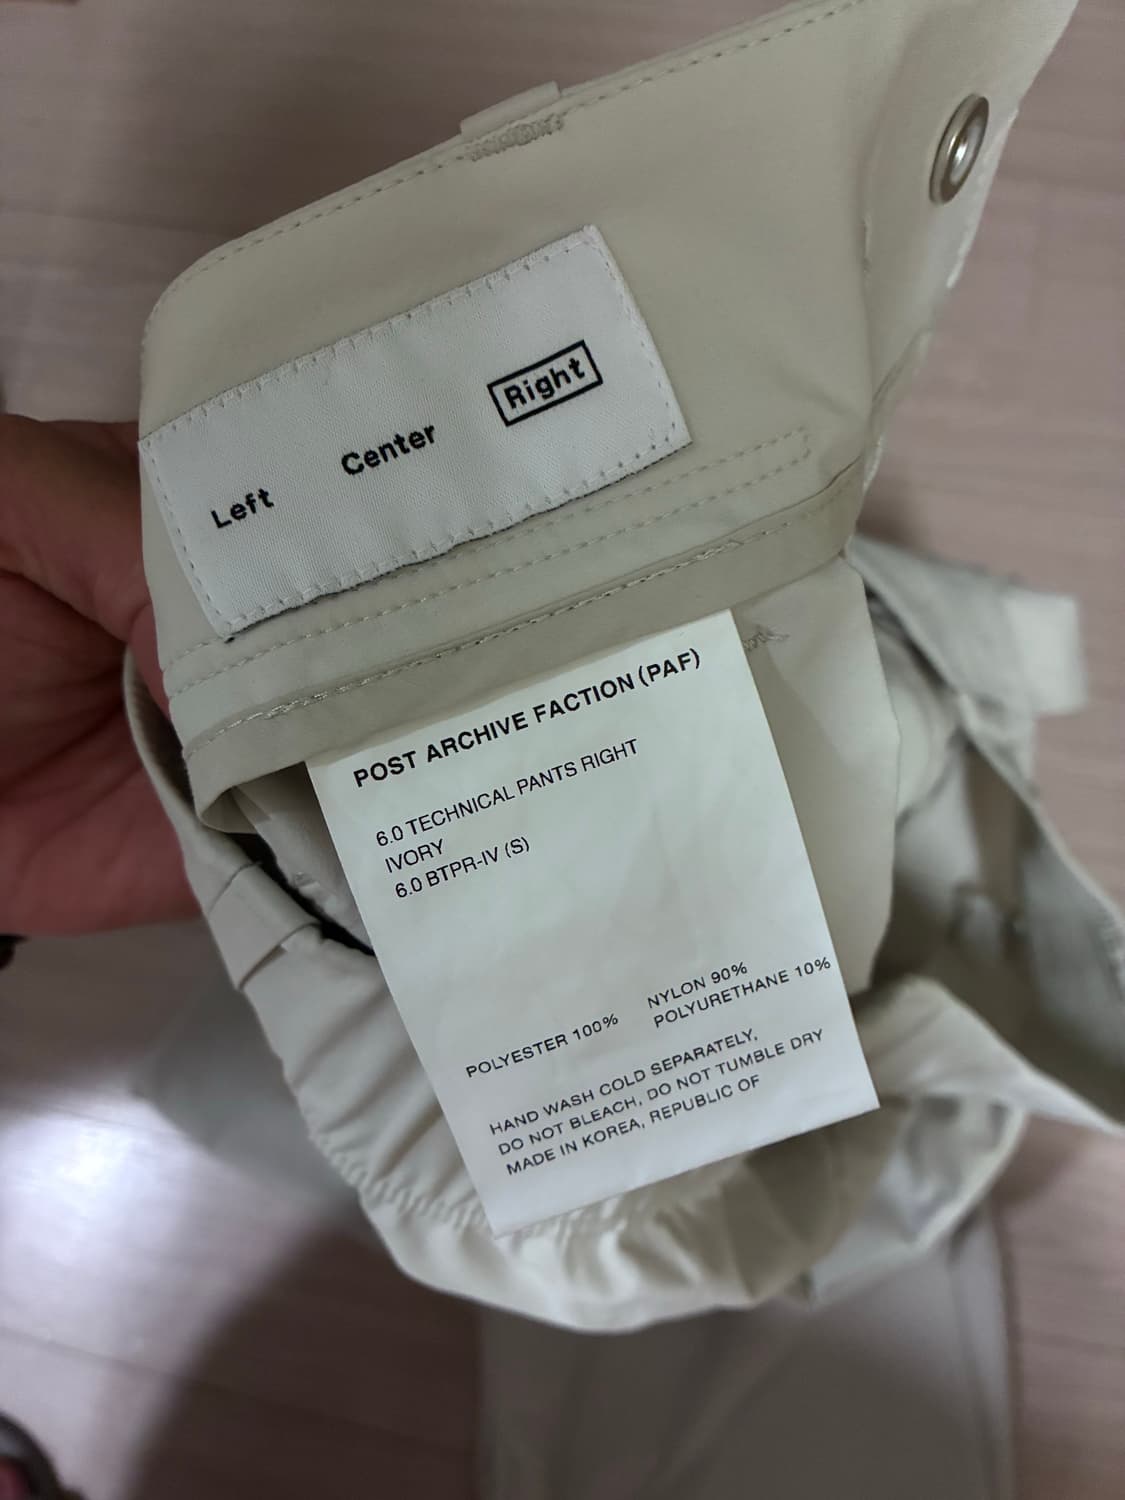 Left Center Right
POST ARCHIVE FACTION (PAF)
6.0 TECHNICAL PANTS RIGHT
IVORY
6.0 BTPR-IV (S)
POLYESTER 100%
NYLON 90%
POLYURETHANE 10%
HAND WASH COLD SEPARATELY,
DO NOT BLEACH, DO NOT TUMBLE DRY
MADE IN KOREA, REPUBLIC OF